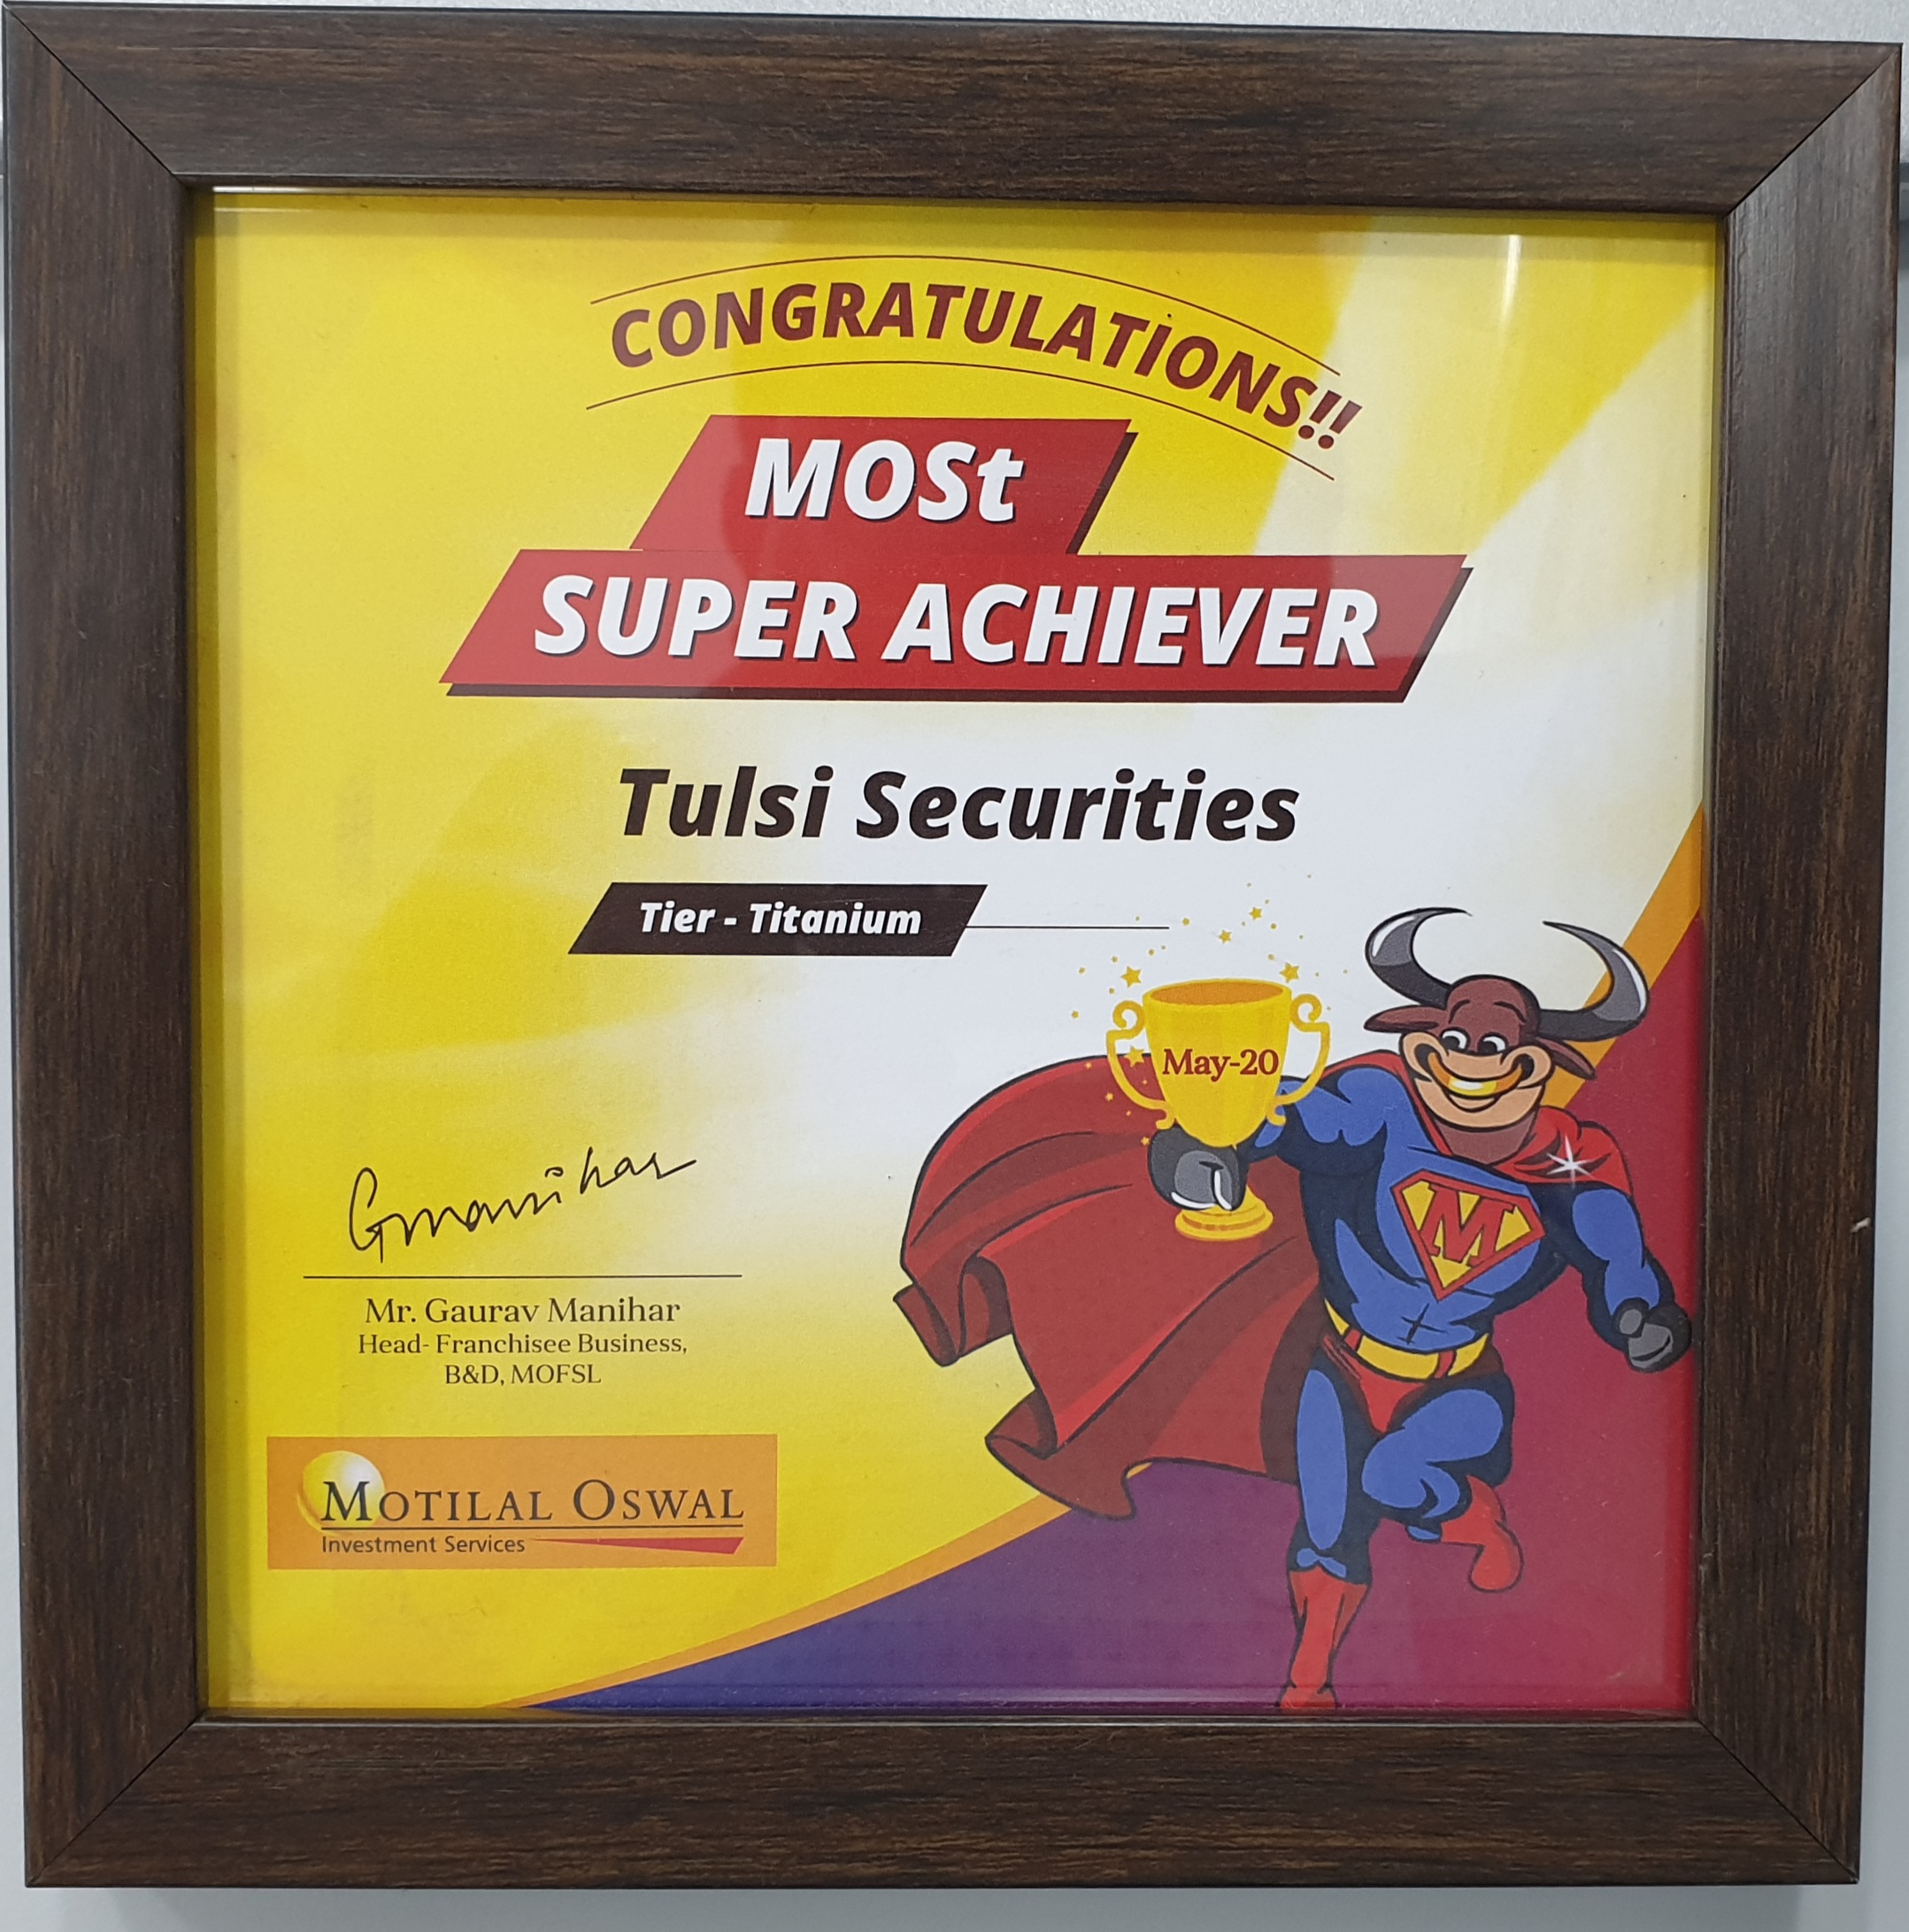 CONGRATULATIONS!!
MOSt
SUPER ACHIEVER
Tulsi Securities
Tier - Titanium
May-20
M
Gmanihar
Mr. Gaurav Manihar
Head- Franchisee Business,
B&D, MOFSL
MOTILAL OSWAL
Investment Services